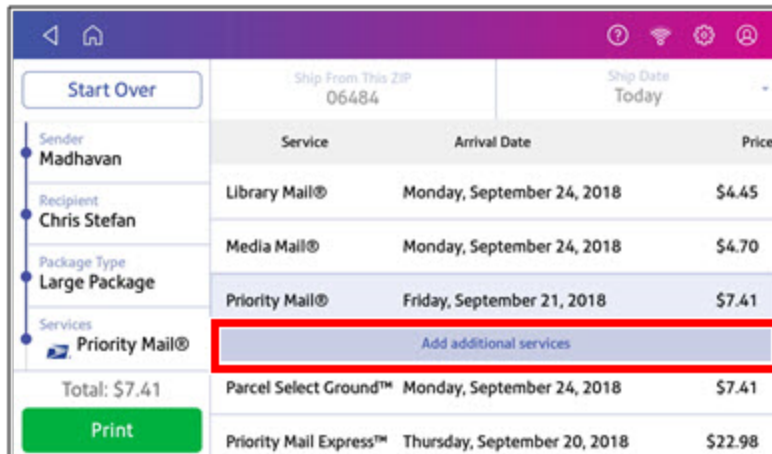 Start Over
Ship From This ZIP
06484
Ship Date
Today
Sender
Madhavan
Recipient
Chris Stefan
Package Type
Large Package
Services
Priority Mail®
Total: $7.41
Print
Service Arrival Date Price
Library Mail® Monday, September 24, 2018 $4.45
Media Mail® Monday, September 24, 2018 $4.70
Priority Mail® Friday, September 21, 2018 $7.41
Add additional services
Parcel Select Ground™ Monday, September 24, 2018 $7.41
Priority Mail Express™ Thursday, September 20, 2018 $22.98